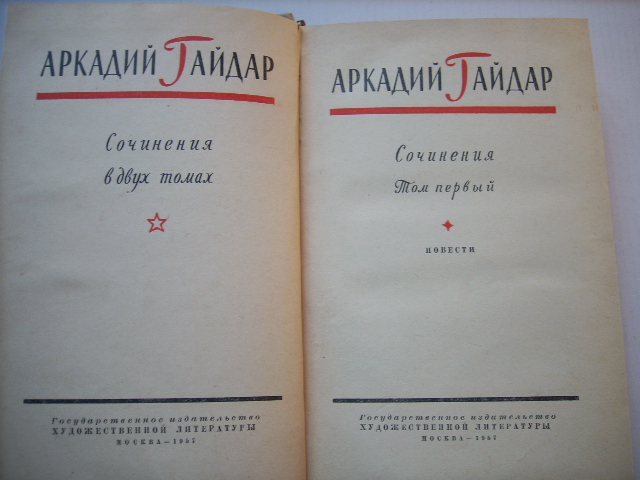 АРКАДИЙ ГАЙДАР
Сочинения
в двух томах
Государственное издательство
ХУДОЖЕСТВЕННОЙ ЛИТЕРАТУРЫ
МОСКВА — 1957
АРКАДИЙ ГАЙДАР
Сочинения
Том первый
ПОВЕСТИ
Государственное издательство
ХУДОЖЕСТВЕННОЙ ЛИТЕРАТУРЫ
МОСКВА — 1957